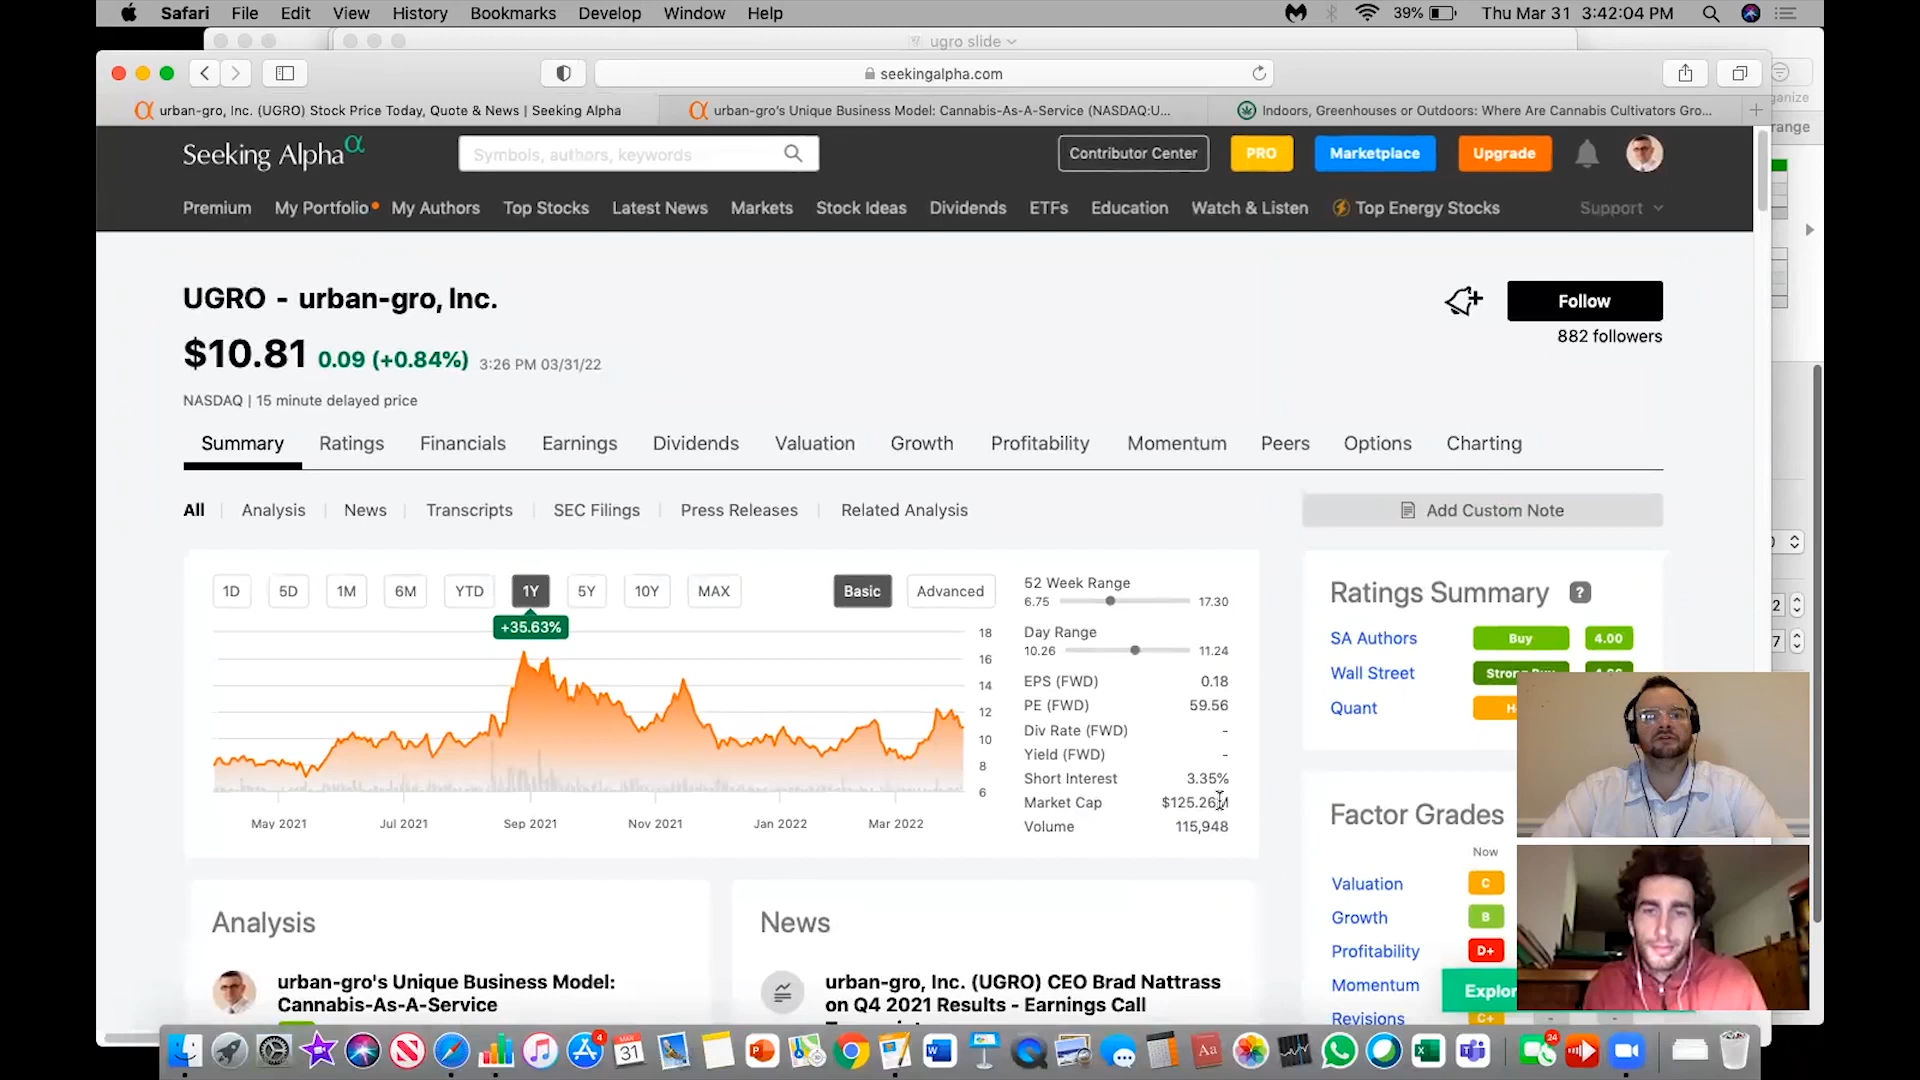 Safari File Edit View History Bookmarks Develop Window Help 39% Thu Mar 31 3:42:04 PM
ugro slide
seekingalpha.com
urban-gro, Inc. (UGRO) Stock Price Today, Quote & News | Seeking Alpha
urban-gro's Unique Business Model: Cannabis-As-A-Service (NASDAQ:U...
Indoors, Greenhouses or Outdoors: Where Are Cannabis Cultivators Gro...
Seeking Alpha α
Symbols, authors, keywords
Contributor Center PRO Marketplace Upgrade
Premium My Portfolio My Authors Top Stocks Latest News Markets Stock Ideas Dividends ETFs Education Watch & Listen Top Energy Stocks Support
UGRO - urban-gro, Inc.
Follow
882 followers
$10.81 0.09 (+0.84%) 3:26 PM 03/31/22
NASDAQ | 15 minute delayed price
Summary Ratings Financials Earnings Dividends Valuation Growth Profitability Momentum Peers Options Charting
All Analysis News Transcripts SEC Filings Press Releases Related Analysis
Add Custom Note
1D 5D 1M 6M YTD 1Y 5Y 10Y MAX Basic Advanced
+35.63%
18
16
14
12
10
8
6
May 2021 Jul 2021 Sep 2021 Nov 2021 Jan 2022 Mar 2022
52 Week Range
6.75 17.30
Day Range
10.26 11.24
EPS (FWD) 0.18
PE (FWD) 59.56
Div Rate (FWD) -
Yield (FWD) -
Short Interest 3.35%
Market Cap $125.26M
Volume 115,948
Ratings Summary ?
SA Authors Buy 4.00
Wall Street Strong Buy
Quant
Factor Grades
Now
Valuation C
Growth B
Profitability D+
Momentum
Revisions C+
Explor
Analysis
urban-gro's Unique Business Model:
Cannabis-As-A-Service
News
urban-gro, Inc. (UGRO) CEO Brad Nattrass
on Q4 2021 Results - Earnings Call
4
MAR
31
Aa
24